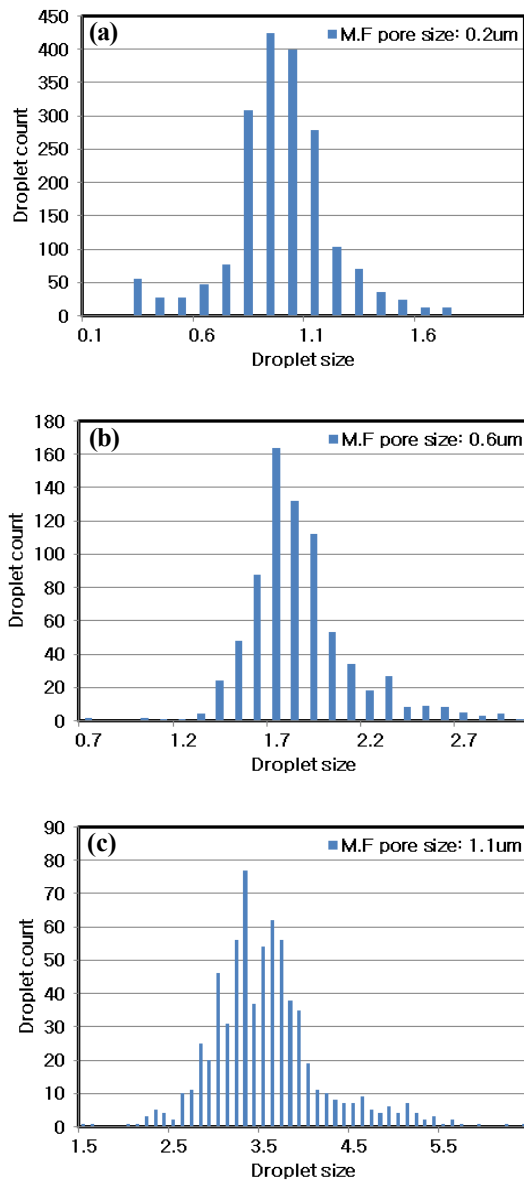 (a)
M.F pore size: 0.2um
Droplet count
450
400
350
300
250
200
150
100
50
0
0.1 0.6 1.1 1.6
Droplet size
(b)
M.F pore size: 0.6um
Droplet count
180
160
140
120
100
80
60
40
20
0
0.7 1.2 1.7 2.2 2.7
Droplet size
(c)
M.F pore size: 1.1um
Droplet count
90
80
70
60
50
40
30
20
10
0
1.5 2.5 3.5 4.5 5.5
Droplet size